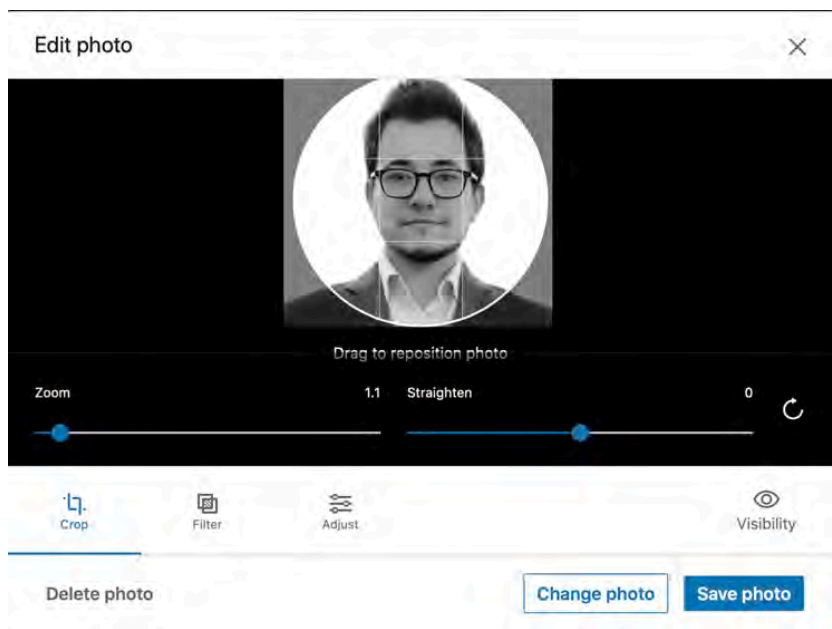 Edit photo
Drag to reposition photo
Zoom 1.1 Straighten 0
Crop Filter Adjust Visibility
Delete photo Change photo Save photo